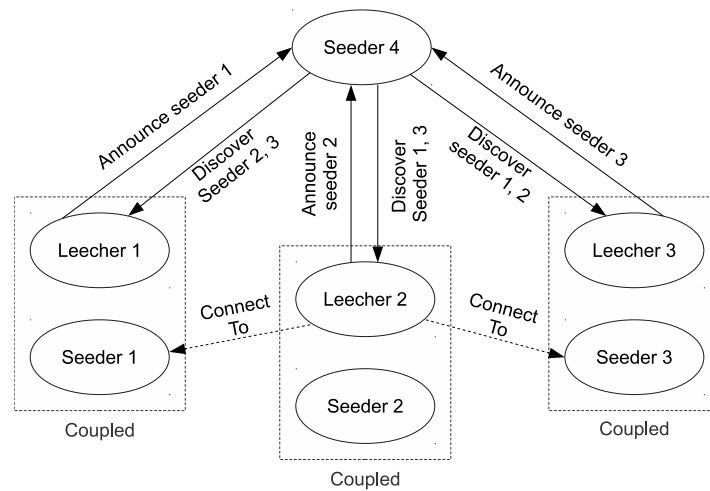 Seeder 4
Announce seeder 1
Discover
Seeder 2, 3
Announce
seeder 2
Discover
Seeder 1, 3
Discover
seeder 1, 2
Announce seeder 3
Leecher 1
Seeder 1
Coupled
Connect
To
Leecher 2
Seeder 2
Coupled
Connect
To
Leecher 3
Seeder 3
Coupled